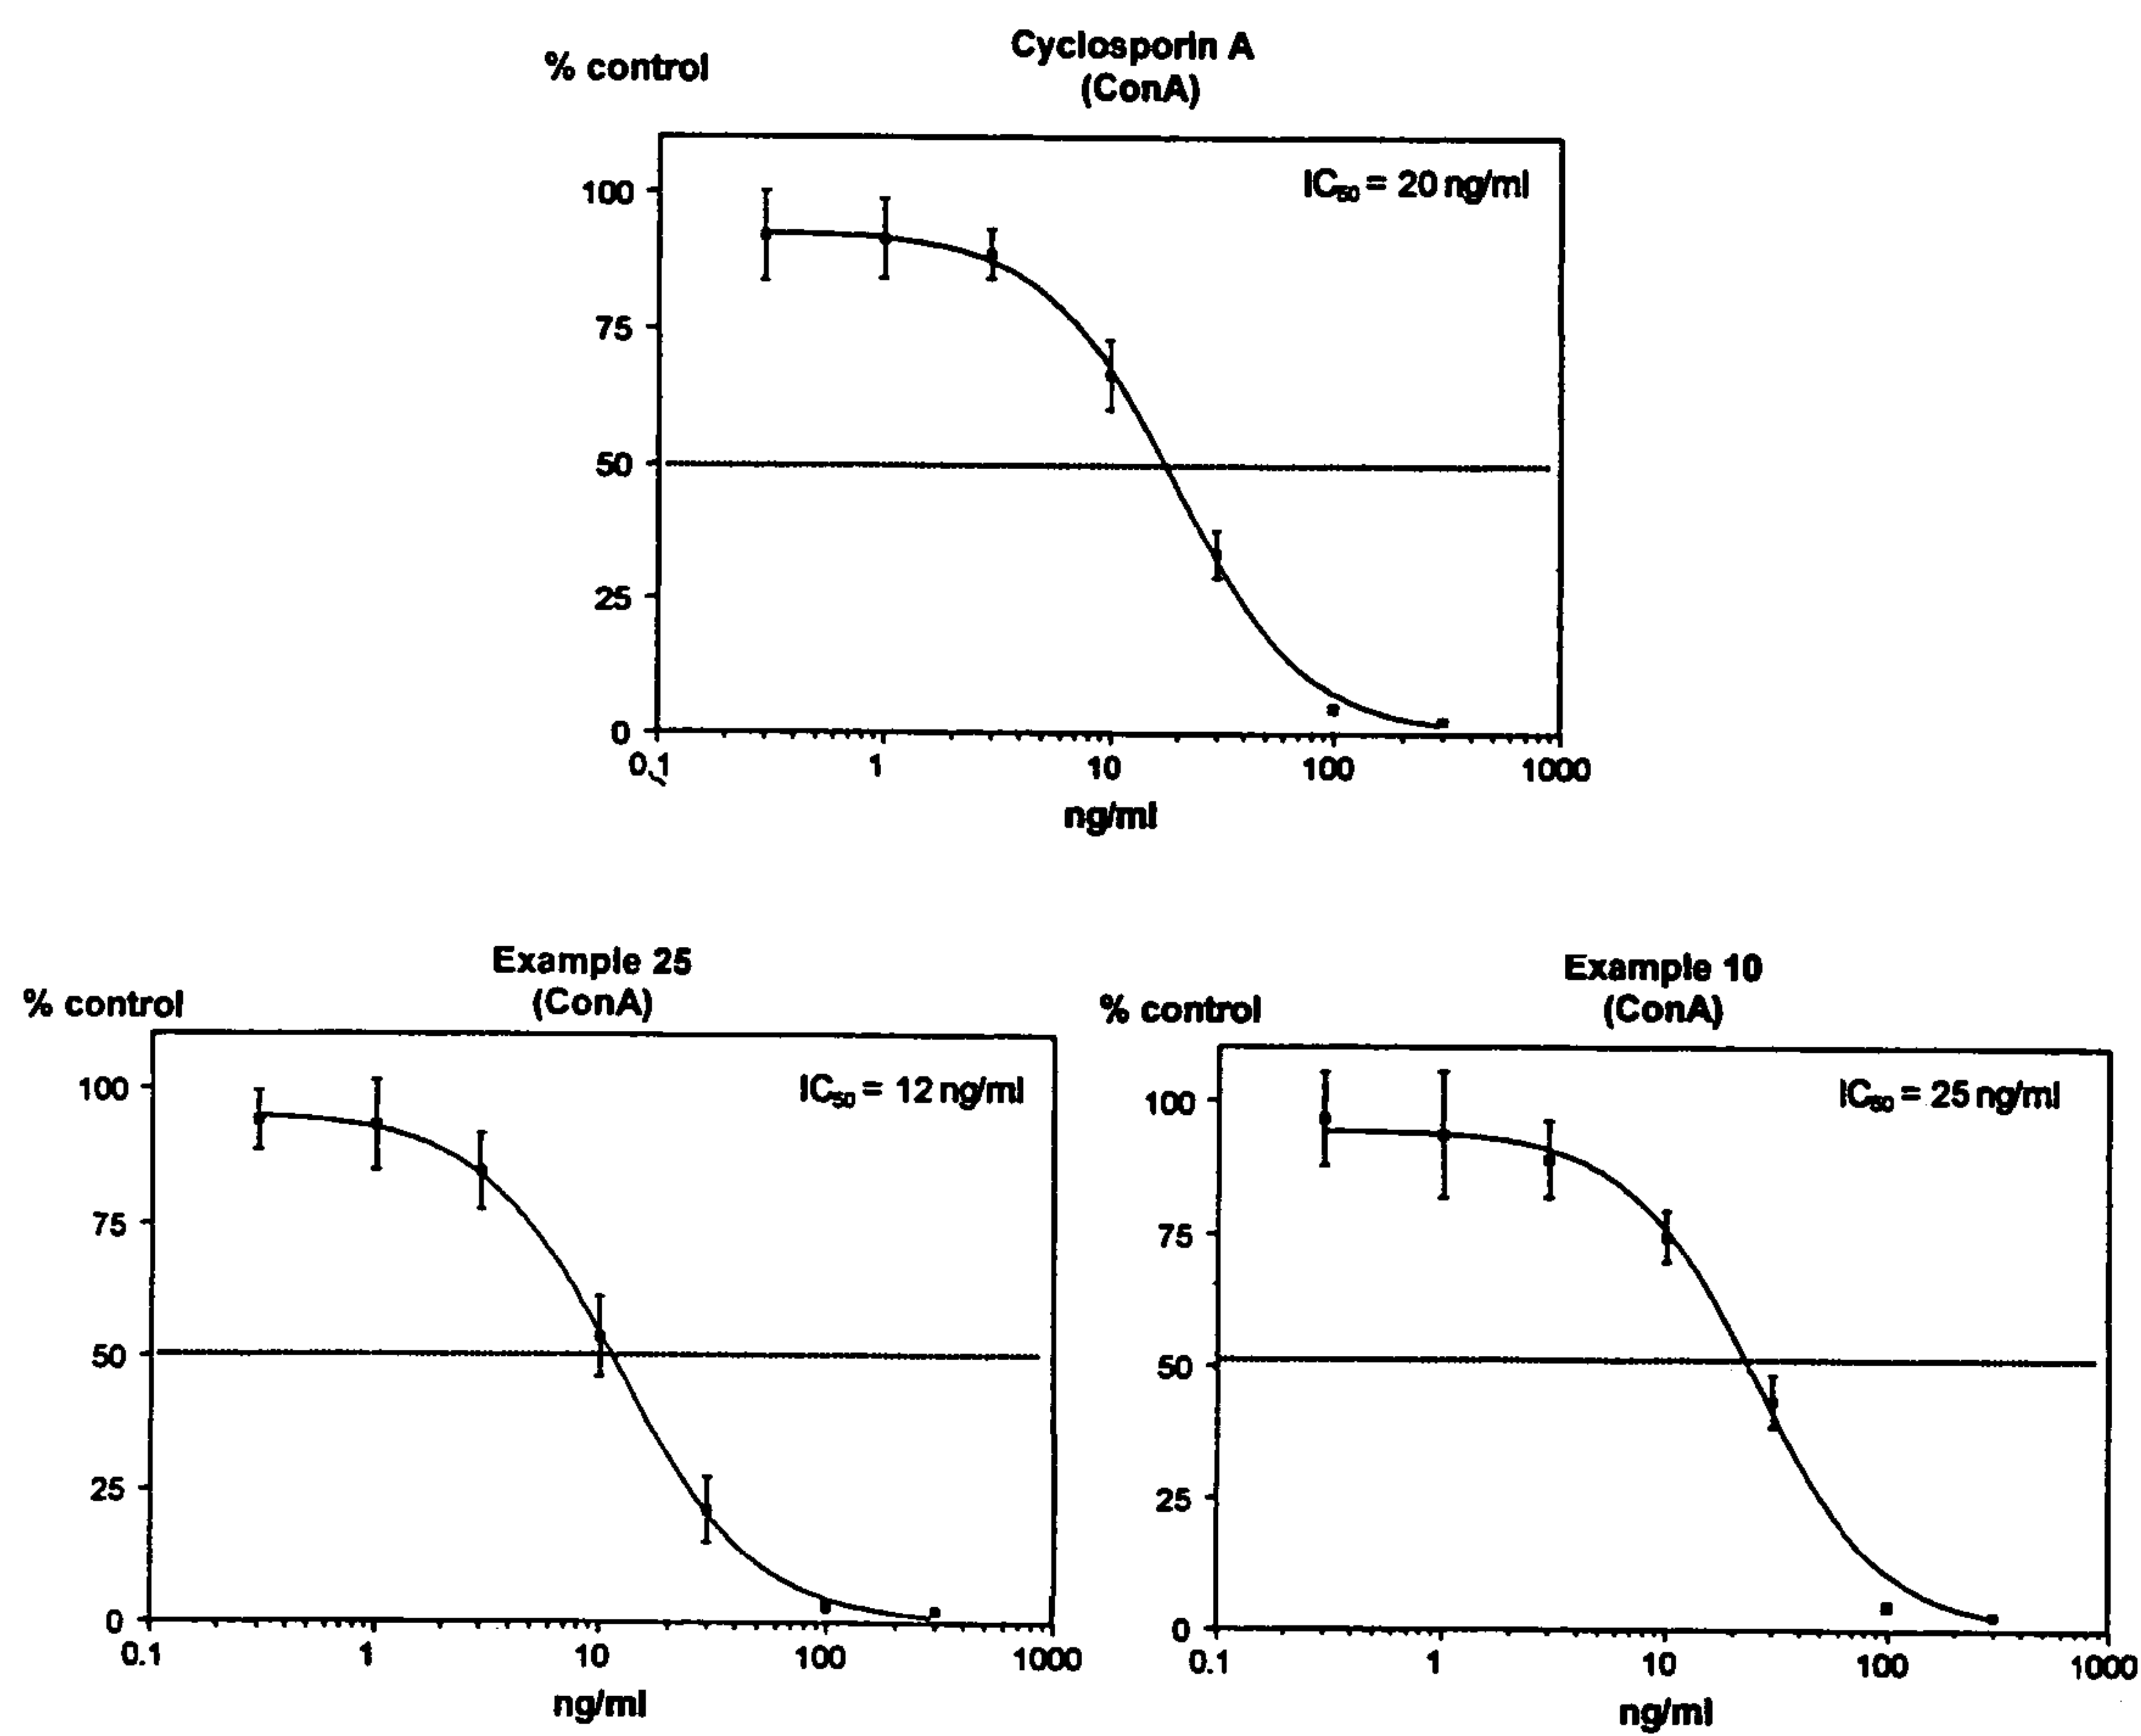 Cyclosporin A
(ConA)
% control
IC₅₀ = 20 ng/ml
100
75
50
25
0
0.1 1 10 100 1000
ng/ml
Example 25
(ConA)
% control
IC₅₀ = 12 ng/ml
100
75
50
25
0
0.1 1 10 100 1000
ng/ml
Example 10
(ConA)
% control
IC₅₀ = 25 ng/ml
100
75
50
25
0
0.1 1 10 100 1000
ng/ml